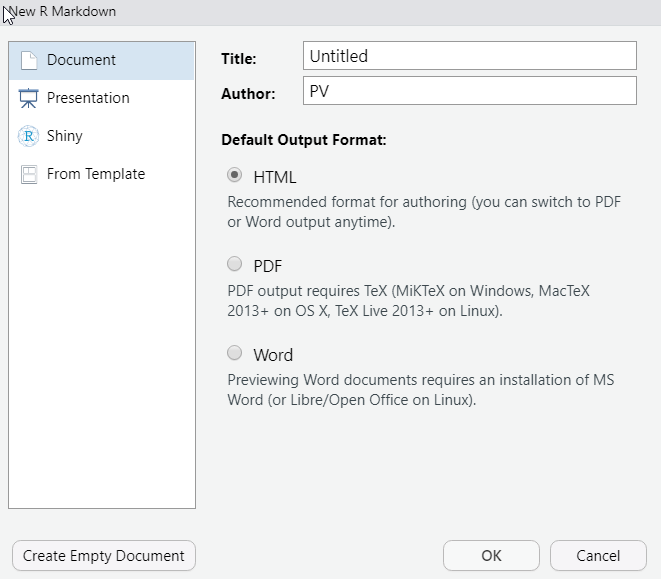 New R Markdown
Document
Presentation
R Shiny
From Template
Title: Untitled
Author: PV
Default Output Format:
HTML
Recommended format for authoring (you can switch to PDF
or Word output anytime).
PDF
PDF output requires TeX (MiKTeX on Windows, MacTeX
2013+ on OS X, TeX Live 2013+ on Linux).
Word
Previewing Word documents requires an installation of MS
Word (or Libre/Open Office on Linux).
Create Empty Document OK Cancel